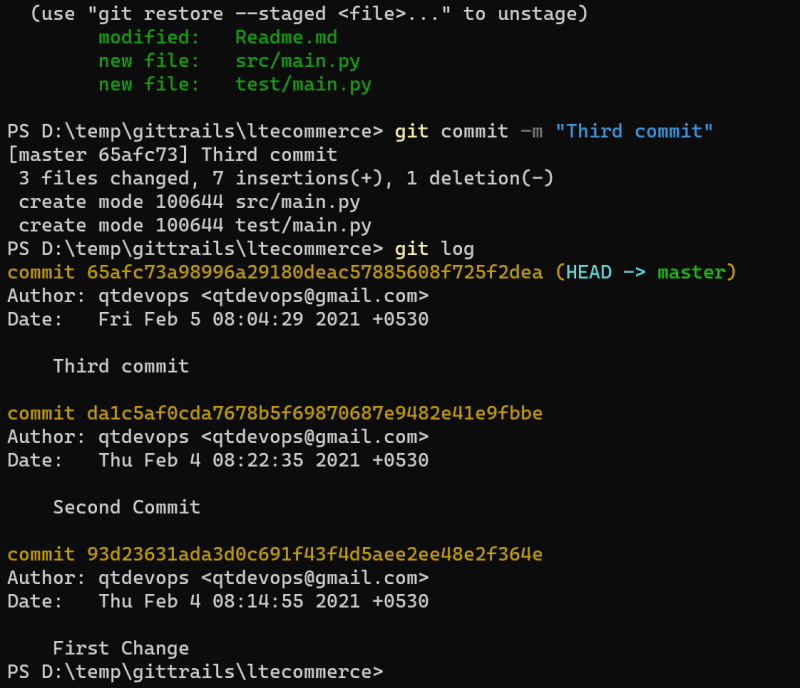 (use "git restore --staged <file>..." to unstage)
modified:   Readme.md
new file:   src/main.py
new file:   test/main.py
PS D:\temp\gittrails\ltecommerce> git commit -m "Third commit"
[master 65afc73] Third commit
3 files changed, 7 insertions(+), 1 deletion(-)
create mode 100644 src/main.py
create mode 100644 test/main.py
PS D:\temp\gittrails\ltecommerce> git log
commit 65afc73a98996a29180deac57885608f725f2dea (HEAD -> master)
Author: qtdevops <qtdevops@gmail.com>
Date:   Fri Feb 5 08:04:29 2021 +0530
Third commit
commit da1c5af0cda7678b5f69870687e9482e41e9fbbe
Author: qtdevops <qtdevops@gmail.com>
Date:   Thu Feb 4 08:22:35 2021 +0530
Second Commit
commit 93d23631ada3d0c691f43f4d5aee2ee48e2f364e
Author: qtdevops <qtdevops@gmail.com>
Date:   Thu Feb 4 08:14:55 2021 +0530
First Change
PS D:\temp\gittrails\ltecommerce>